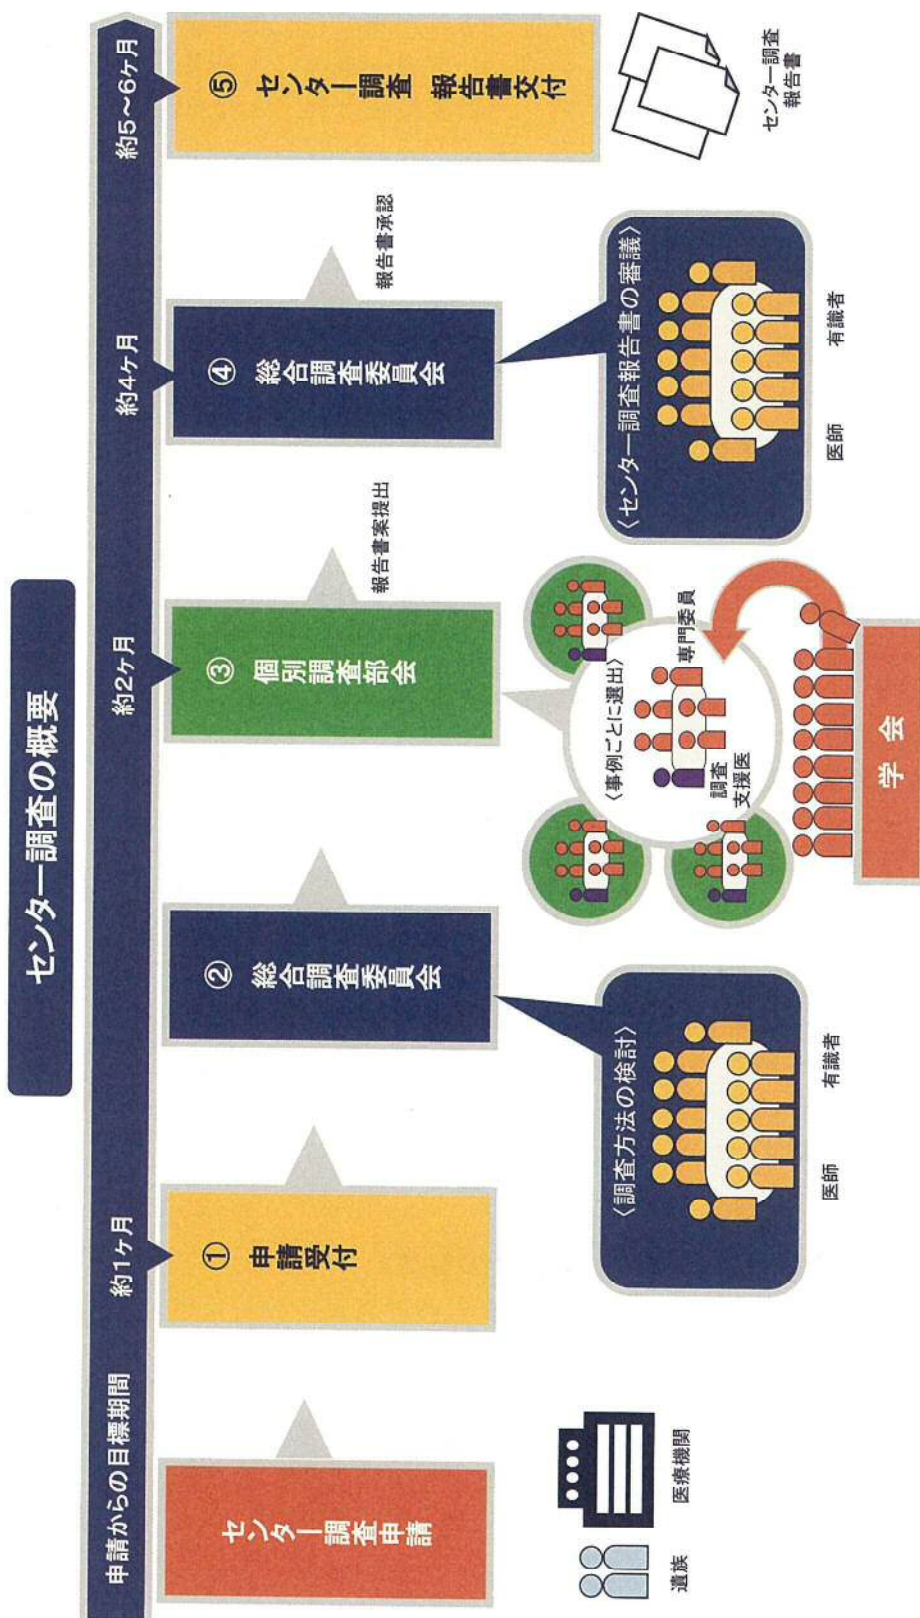 センター調査の概要
申請からの目標期間
約1ヶ月
約2ヶ月
約4ヶ月
約5～6ヶ月
センター調査申請
遺族
医療機関
①
申請受付
②
総合調査委員会
〈調査方法の検討〉
医師
有識者
③
個別調査部会
報告書案提出
〈事例ごとに選出〉
調査
支援医
専門委員
学会
④
総合調査委員会
報告書承認
〈センター調査報告書の審議〉
医師
有識者
⑤
センター調査 報告書交付
センター調査
報告書